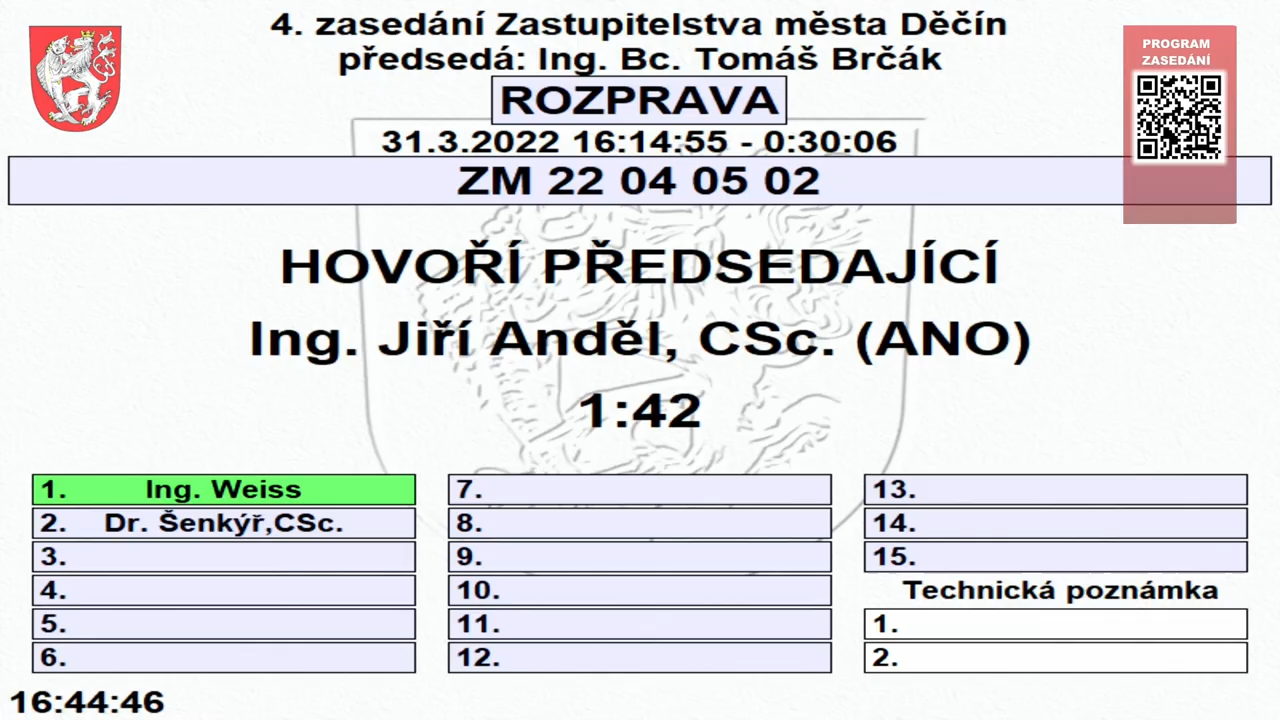 4. zasedání Zastupitelstva města Děčín
předsedá: Ing. Bc. Tomáš Brčák
PROGRAM
ZASEDÁNÍ
ROZPRAVA
31.3.2022 16:14:55 - 0:30:06
ZM 22 04 05 02
HOVOŘÍ PŘEDSEDAJÍCÍ
Ing. Jiří Anděl, CSc. (ANO)
1:42
1. Ing. Weiss
2. Dr. Šenkýř,CSc.
3.
4.
5.
6.
7.
8.
9.
10.
11.
12.
13.
14.
15.
Technická poznámka
1.
2.
16:44:46